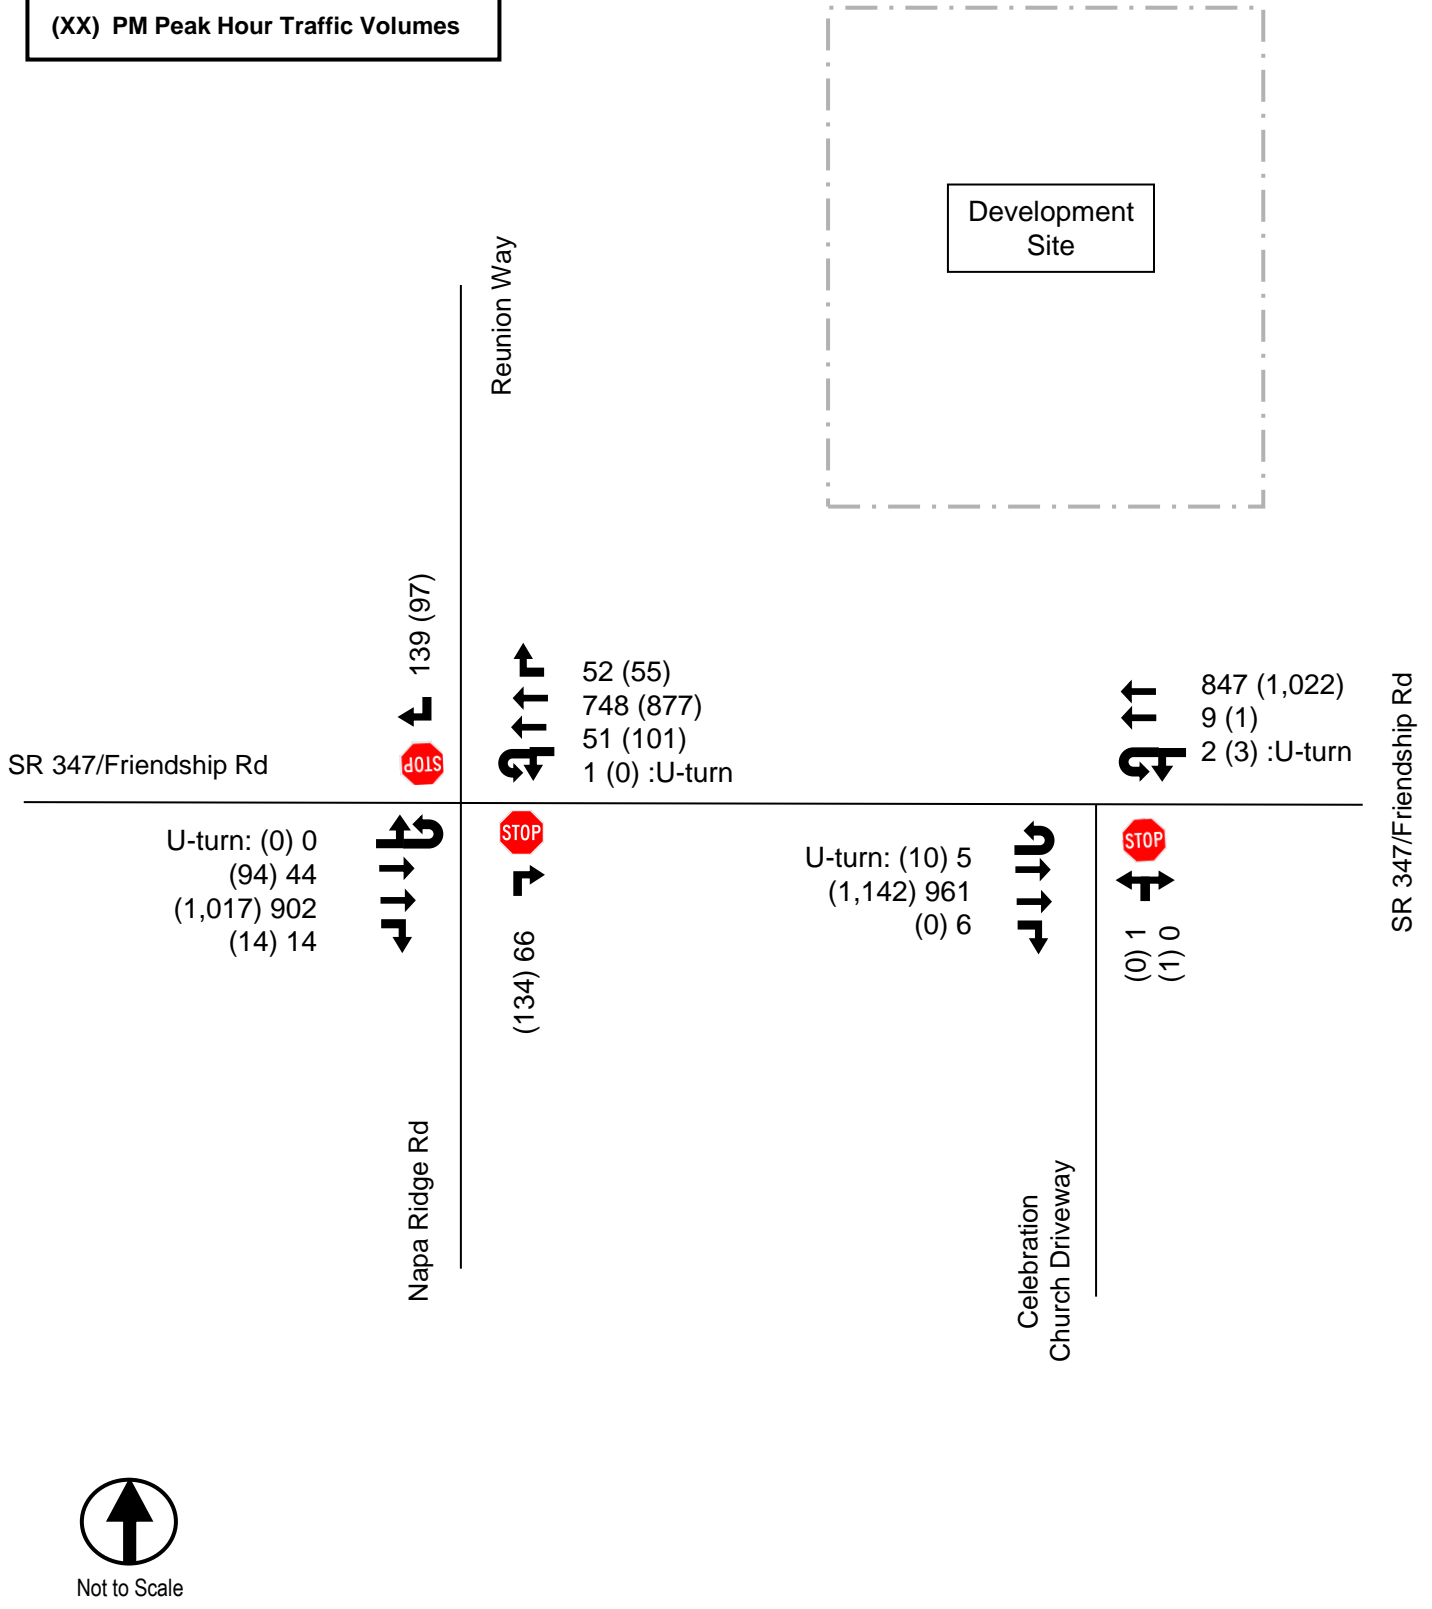 (XX) PM Peak Hour Traffic Volumes
Development
Site
Reunion Way
139 (97)
52 (55)
748 (877)
51 (101)
1 (0) :U-turn
847 (1,022)
9 (1)
2 (3) :U-turn
SR 347/Friendship Rd
SR 347/Friendship Rd
STOP
U-turn: (0) 0
(94) 44
(1,017) 902
(14) 14
STOP
(134) 66
U-turn: (10) 5
(1,142) 961
(0) 6
STOP
(0) 1
(1) 0
Napa Ridge Rd
Celebration
Church Driveway
Not to Scale